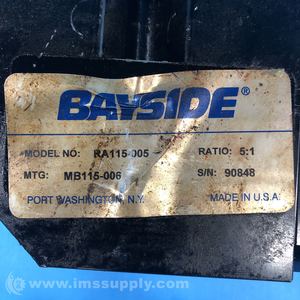 BAYSIDE®
MODEL NO: RA115-005 RATIO: 5:1
MTG: MB115-006 S/N: 90848
PORT WASHINGTON, N.Y. MADE IN U.S.A.
© www.imssupply.com